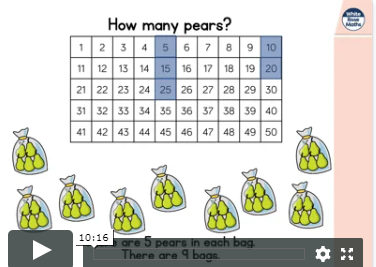 How many pears?
White
Rose
Maths
1 2 3 4 5 6 7 8 9 10
11 12 13 14 15 16 17 18 19 20
21 22 23 24 25 26 27 28 29 30
31 32 33 34 35 36 37 38 39 40
41 42 43 44 45 46 47 48 49 50
10:16
are 5 pears in each bag.
There are 9 bags.